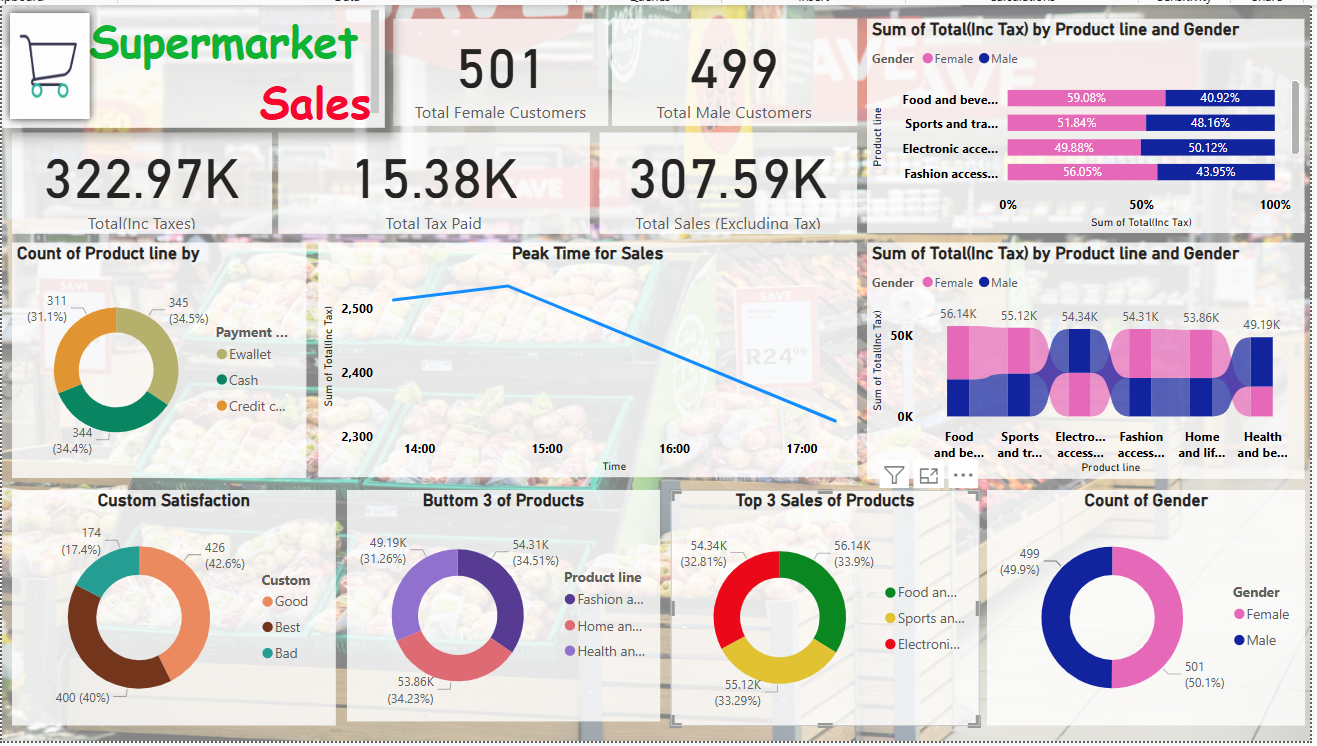 Supermarket
Sales
501
Total Female Customers
499
Total Male Customers
322.97K
Total(Inc Taxes)
15.38K
Total Tax Paid
307.59K
Total Sales (Excluding Tax)
Sum of Total(Inc Tax) by Product line and Gender
Gender Female Male
Product line
Food and beve... 59.08% 40.92%
Sports and tra... 51.84% 48.16%
Electronic acce... 49.88% 50.12%
Fashion access... 56.05% 43.95%
0% 50% 100%
Sum of Total(Inc Tax)
Count of Product line by
311
(31.1%)
345
(34.5%)
344
(34.4%)
Payment ...
Ewallet
Cash
Credit c...
Peak Time for Sales
Sum of Total(Inc Tax)
2,500
2,400
2,300
14:00 15:00 16:00 17:00
Time
SAVE
R24⁹⁹
Sum of Total(Inc Tax) by Product line and Gender
Gender Female Male
Sum of Total(Inc Tax)
50K
0K
56.14K 55.12K 54.34K 54.31K 53.86K 49.19K
Food Sports Electro... Fashion Home Health
and be... and tr... access... access... and lif... and be...
Product line
Custom Satisfaction
174
(17.4%)
426
(42.6%)
400 (40%)
Custom
Good
Best
Bad
Buttom 3 of Products
49.19K
(31.26%)
54.31K
(34.51%)
53.86K
(34.23%)
Product line
Fashion a...
Home an...
Health an...
Top 3 Sales of Products
54.34K
(32.81%)
56.14K
(33.9%)
55.12K
(33.29%)
Food an...
Sports an...
Electroni...
Count of Gender
499
(49.9%)
501
(50.1%)
Gender
Female
Male